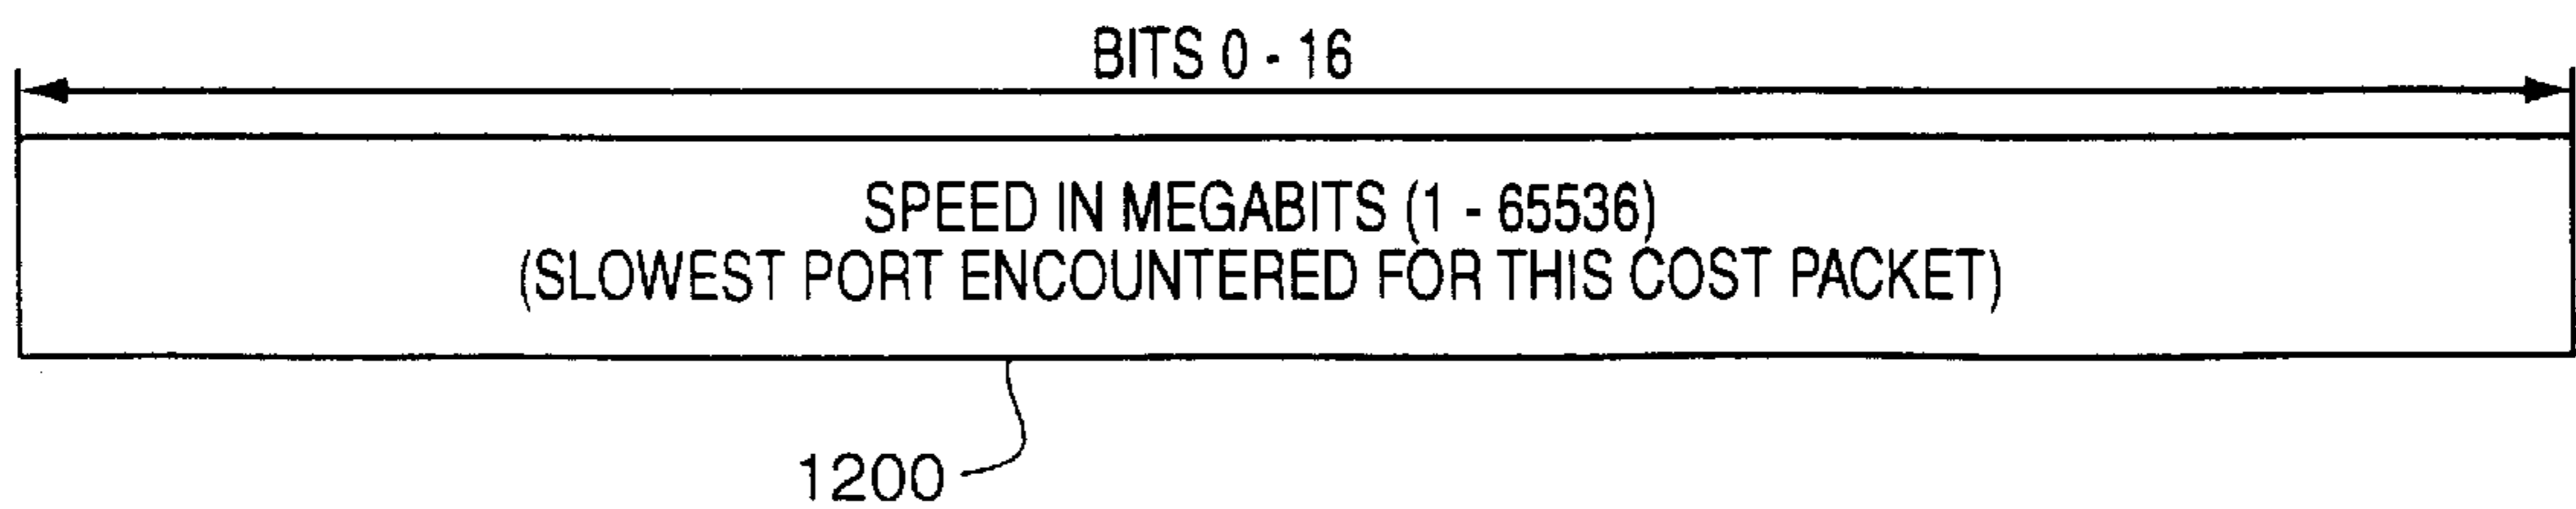 BITS 0 - 16
SPEED IN MEGABITS (1 - 65536)
(SLOWEST PORT ENCOUNTERED FOR THIS COST PACKET)
1200